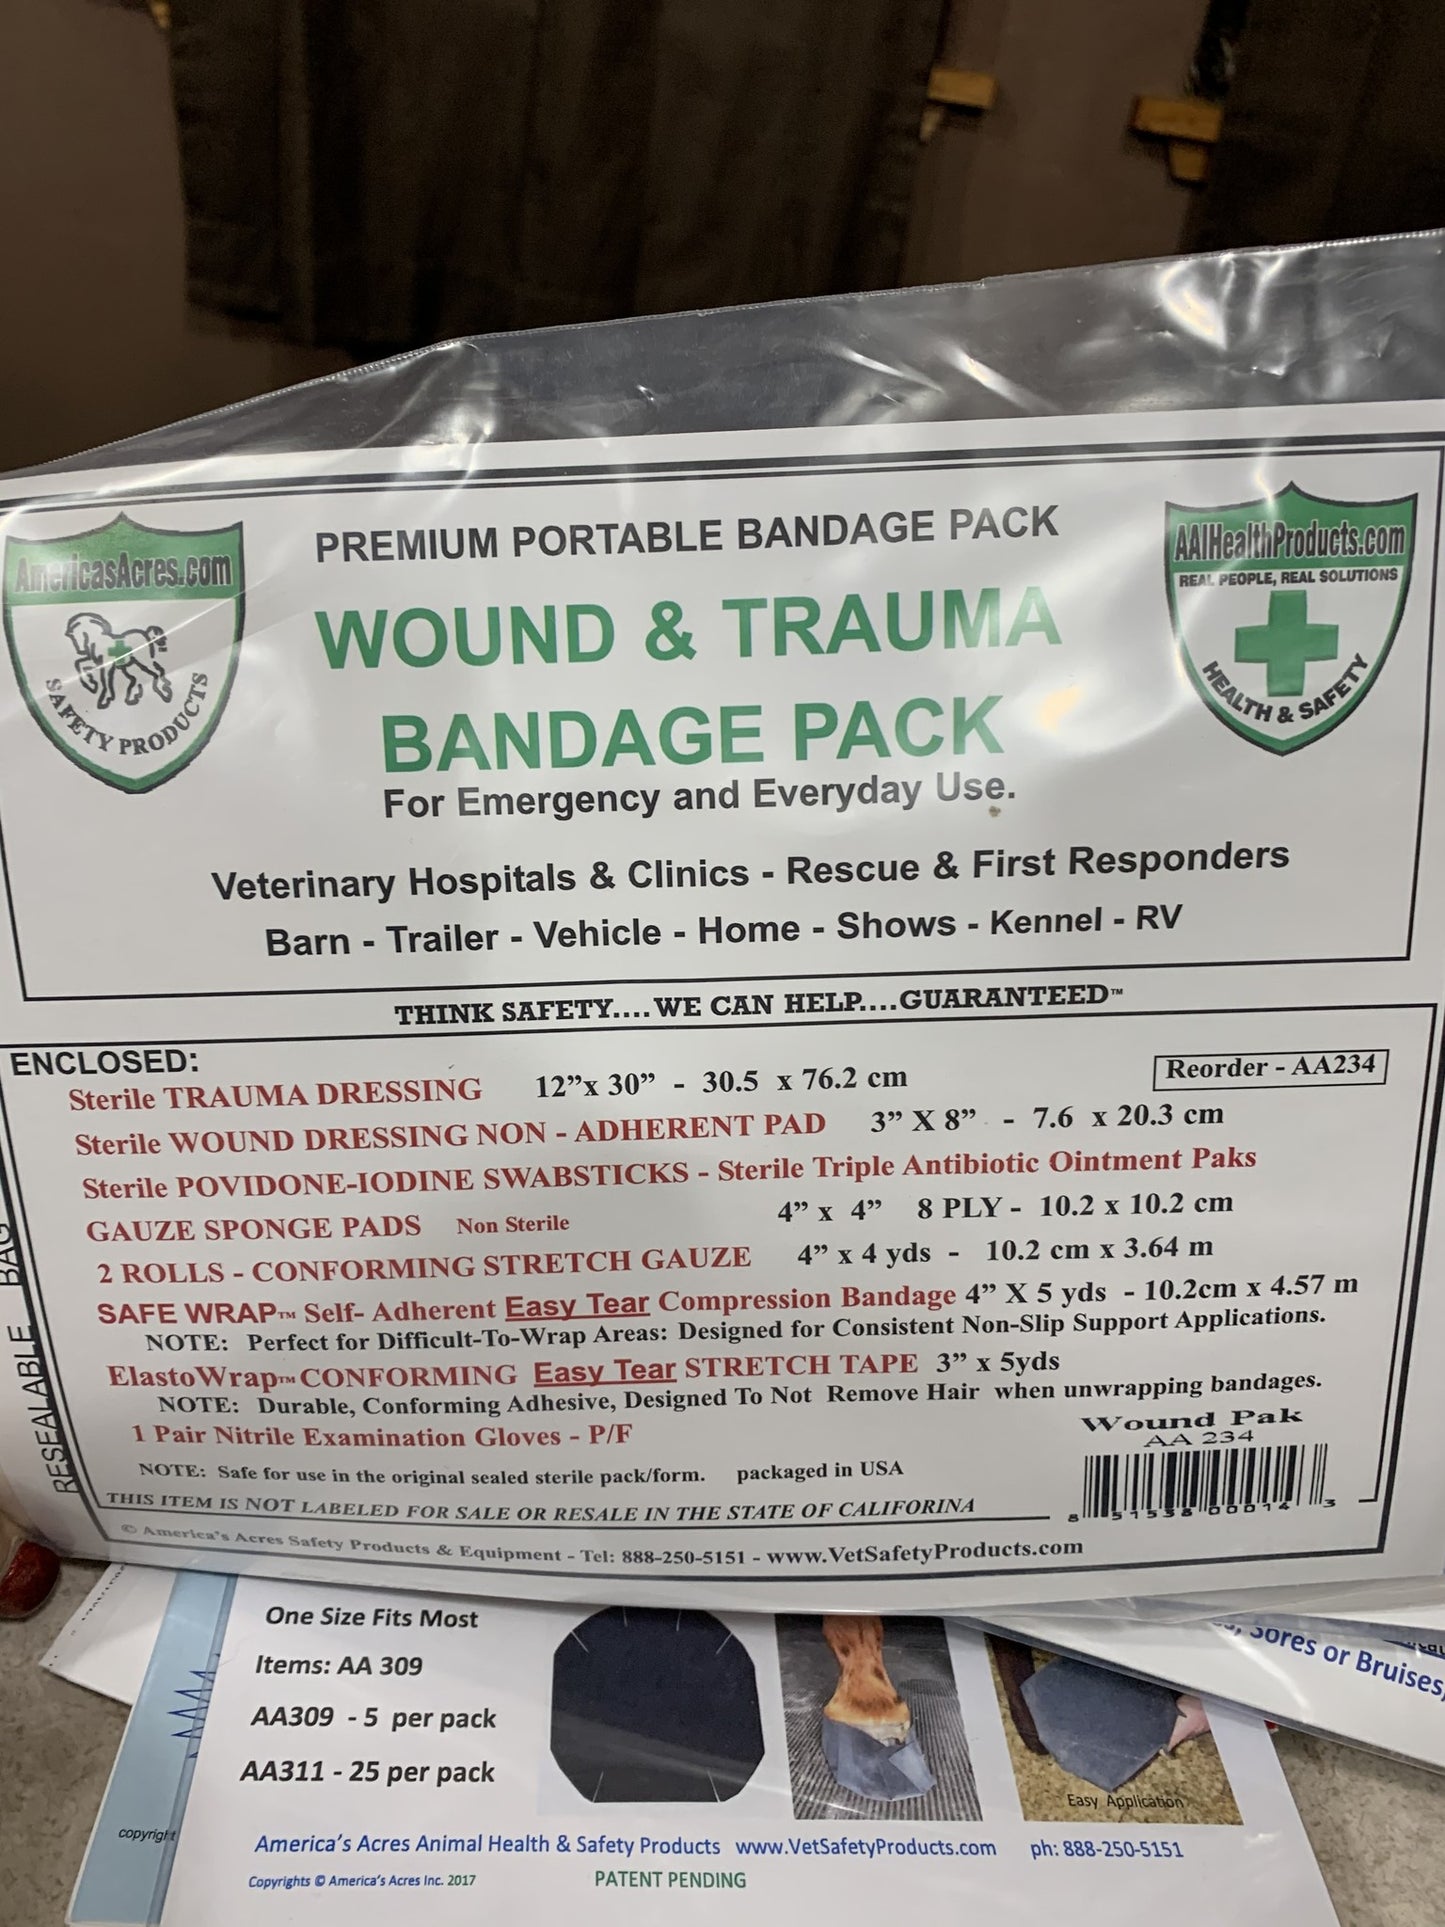 AmericasAcres.com
SAFETY PRODUCTS
PREMIUM PORTABLE BANDAGE PACK
WOUND & TRAUMA
BANDAGE PACK
For Emergency and Everyday Use.
AAIHealthProducts.com
REAL PEOPLE, REAL SOLUTIONS
HEALTH & SAFETY
Veterinary Hospitals & Clinics - Rescue & First Responders
Barn - Trailer - Vehicle - Home - Shows - Kennel - RV
THINK SAFETY....WE CAN HELP....GUARANTEED™
ENCLOSED:
Reorder - AA234
Sterile TRAUMA DRESSING 12”x 30” - 30.5 x 76.2 cm
Sterile WOUND DRESSING NON - ADHERENT PAD 3” X 8” - 7.6 x 20.3 cm
Sterile POVIDONE-IODINE SWABSTICKS - Sterile Triple Antibiotic Ointment Paks
GAUZE SPONGE PADS Non Sterile 4” x 4” 8 PLY - 10.2 x 10.2 cm
2 ROLLS - CONFORMING STRETCH GAUZE 4” x 4 yds - 10.2 cm x 3.64 m
SAFE WRAP™ Self- Adherent Easy Tear Compression Bandage 4” X 5 yds - 10.2cm x 4.57 m
NOTE: Perfect for Difficult-To-Wrap Areas: Designed for Consistent Non-Slip Support Applications.
ElastoWrap™ CONFORMING Easy Tear STRETCH TAPE 3” x 5yds
NOTE: Durable, Conforming Adhesive, Designed To Not Remove Hair when unwrapping bandages.
1 Pair Nitrile Examination Gloves - P/F
NOTE: Safe for use in the original sealed sterile pack/form. packaged in USA
THIS ITEM IS NOT LABELED FOR SALE OR RESALE IN THE STATE OF CALIFORINA
Wound Pak
AA 234
8 51538 00014 3
© America's Acres Safety Products & Equipment - Tel: 888-250-5151 - www.VetSafetyProducts.com
RESEALABLE BAG
One Size Fits Most
Items: AA 309
AA309 - 5 per pack
AA311 - 25 per pack
Easy Application
copyright
America's Acres Animal Health & Safety Products www.VetSafetyProducts.com ph: 888-250-5151
Copyrights © America's Acres Inc. 2017 PATENT PENDING
Sores or Bruises,